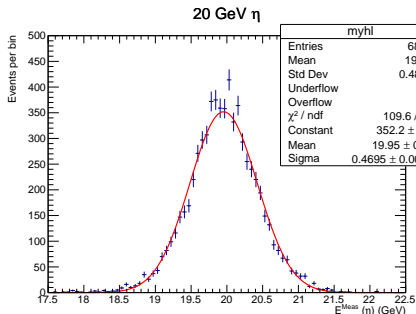 20 GeV η
Events per bin
500
450
400
350
300
250
200
150
100
50
0
17.5 18 18.5 19 19.5 20 20.5 21 21.5 22 22.5
E^Meas (η) (GeV)
myhl
Entries 68
Mean 19
Std Dev 0.48
Underflow
Overflow
χ² / ndf 109.6 /
Constant 352.2 ±
Mean 19.95 ± 0
Sigma 0.4695 ± 0.00